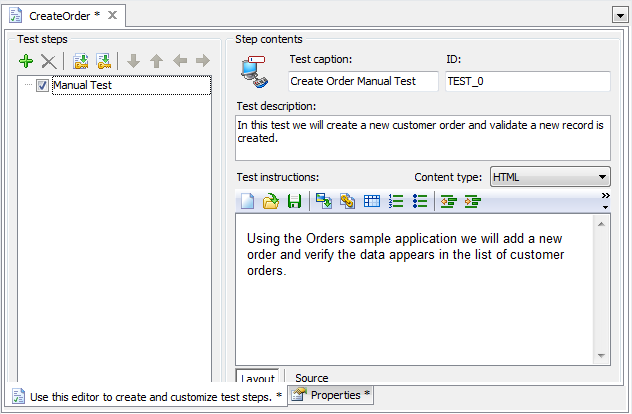 CreateOrder *
Test steps
Manual Test
Step contents
Test caption: ID:
Create Order Manual Test TEST_0
Test description:
In this test we will create a new customer order and validate a new record is
created.
Test instructions: Content type: HTML
Using the Orders sample application we will add a new
order and verify the data appears in the list of customer
orders.
Layout Source
Use this editor to create and customize test steps. * Properties *